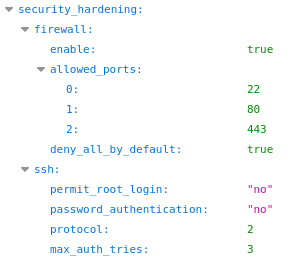 security_hardening:
firewall:
enable: true
allowed_ports:
0: 22
1: 80
2: 443
deny_all_by_default: true
ssh:
permit_root_login: "no"
password_authentication: "no"
protocol: 2
max_auth_tries: 3